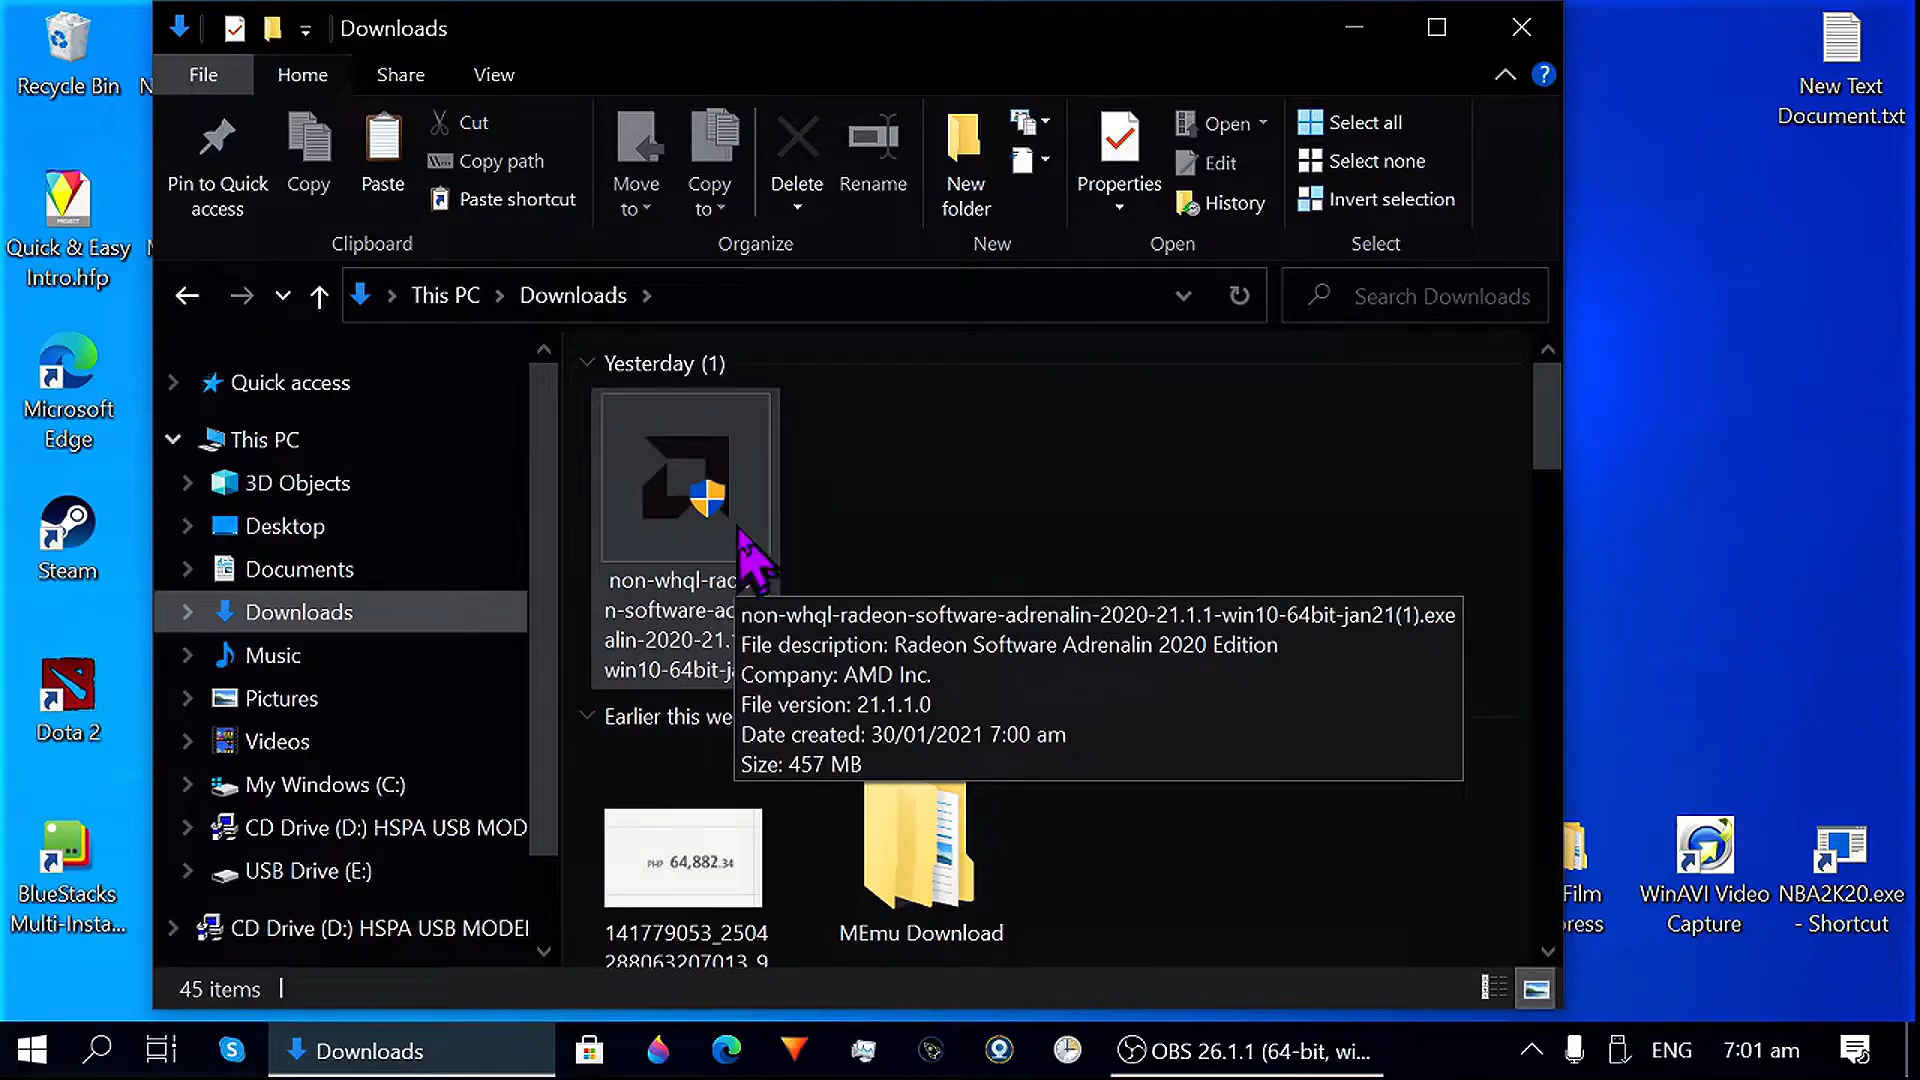 Downloads
File
Home
Share
View
?
Pin to Quick
access
Copy
Paste
Cut
Copy path
Paste shortcut
Clipboard
Move
to
Copy
to
Delete
Rename
Organize
New
folder
New
Properties
Open
Edit
History
Open
Select all
Select none
Invert selection
Select
This PC
Downloads
Search Downloads
Quick access
This PC
3D Objects
Desktop
Documents
Downloads
Music
Pictures
Videos
My Windows (C:)
CD Drive (D:) HSPA USB MOD
USB Drive (E:)
CD Drive (D:) HSPA USB MODEI
Yesterday (1)
non-whql-rad
n-software-ad
alin-2020-21.
win10-64bit-j
non-whql-radeon-software-adrenalin-2020-21.1.1-win10-64bit-jan21(1).exe
File description: Radeon Software Adrenalin 2020 Edition
Company: AMD Inc.
File version: 21.1.1.0
Date created: 30/01/2021 7:00 am
Size: 457 MB
Earlier this we
PHP 64,882.34
141779053_2504
288063207013_9
MEmu Download
45 items
Recycle Bin
N
Quick & Easy
Intro.hfp
Microsoft
Edge
Steam
Dota 2
BlueStacks
Multi-Insta...
New Text
Document.txt
Film
press
WinAVI Video
Capture
NBA2K20.exe
- Shortcut
Downloads
OBS 26.1.1 (64-bit, wi...
ENG
7:01 am